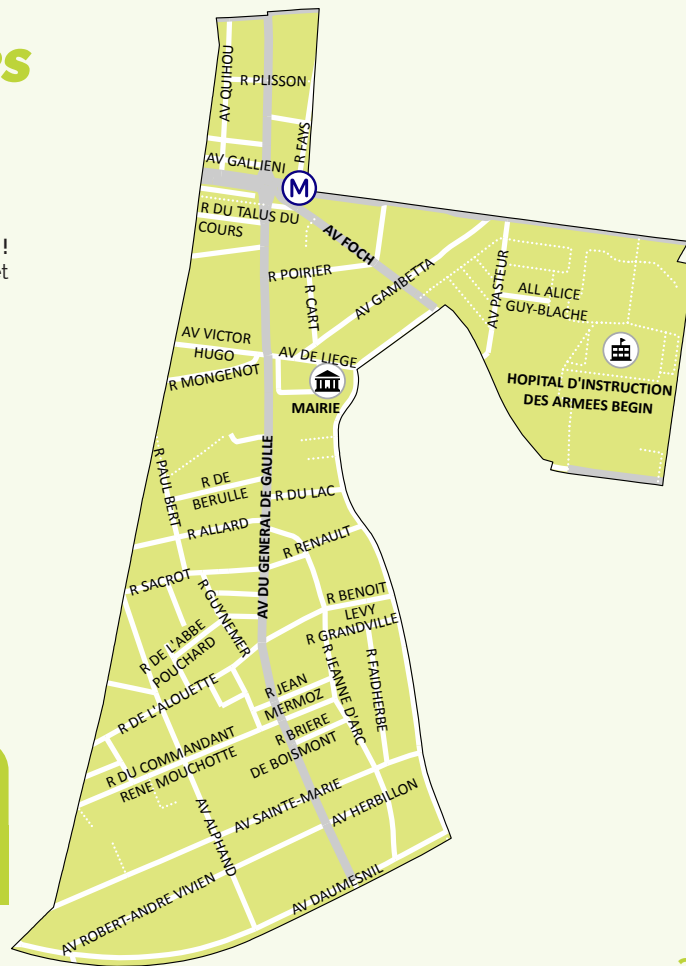 s
!
et
AV QUIHOU
R PLISSON
R FAYS
AV GALLIENI
M
R DU TALUS DU
COURS
AV FOCH
R POIRIER
R CART
AV GAMBETTA
AV PASTEUR
ALL ALICE
GUY-BLACHE
AV VICTOR
HUGO
AV DE LIEGE
R MONGENOT
MAIRIE
HOPITAL D'INSTRUCTION
DES ARMEES BEGIN
AV DU GENERAL DE GAULLE
R PAUL BERT
R DE
BERULLE
R DU LAC
R ALLARD
R RENAULT
R SACROT
R GUYNEMER
R BENOIT
LEVY
R GRANDVILLE
R DE L'ABBE
POUCHARD
R JEANNE D'ARC
R FAIDHERBE
R DE L'ALOUETTE
R JEAN
MERMOZ
R BRIERE
DE BOISMONT
R DU COMMANDANT
RENE MOUCHOTTE
AV ALPHAND
AV SAINTE-MARIE
AV HERBILLON
AV ROBERT-ANDRE VIVIEN
AV DAUMESNIL